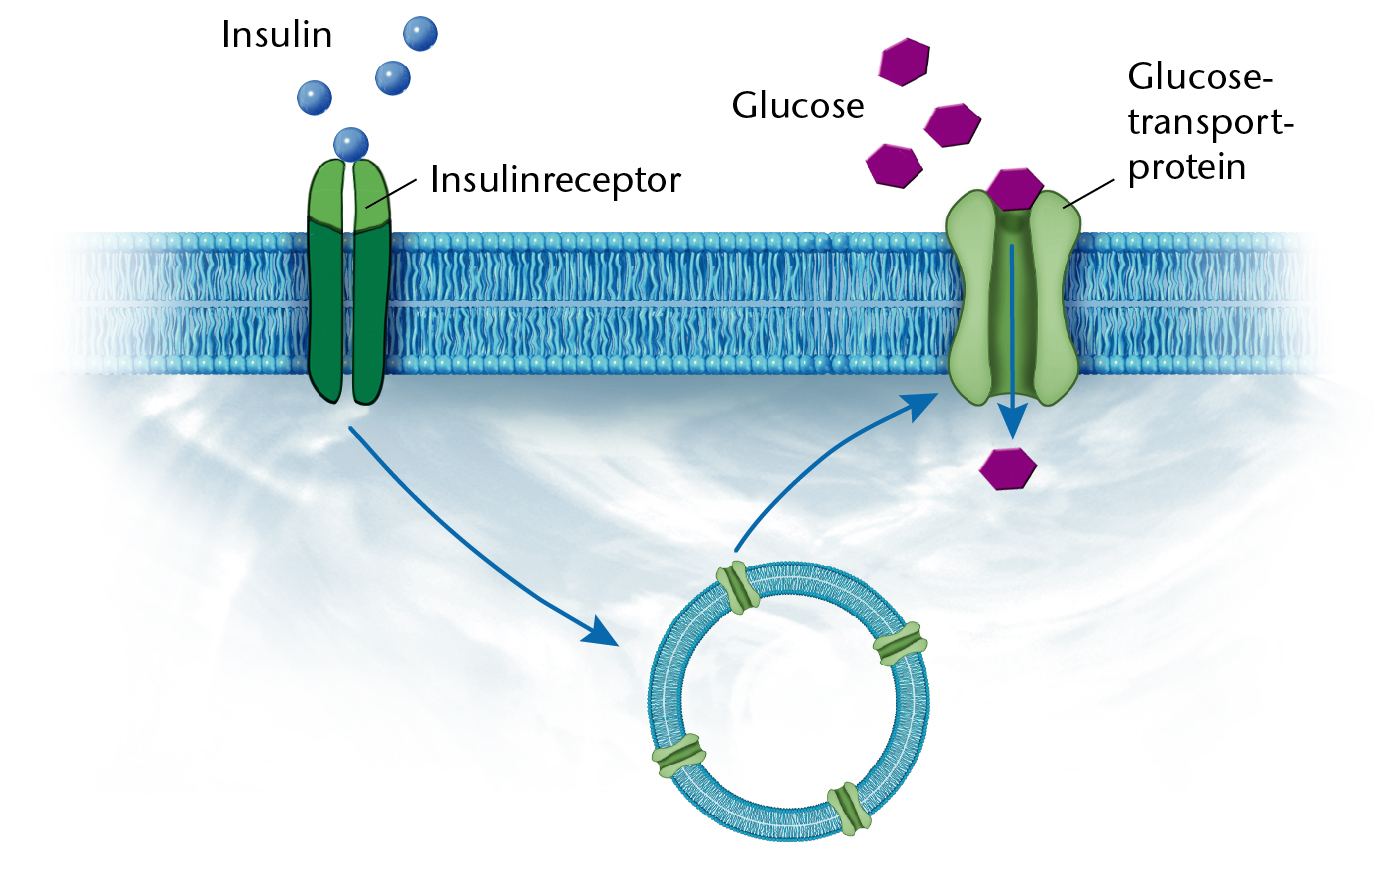 Insulin
Insulinreceptor
Glucose
Glucose-
transport-
protein